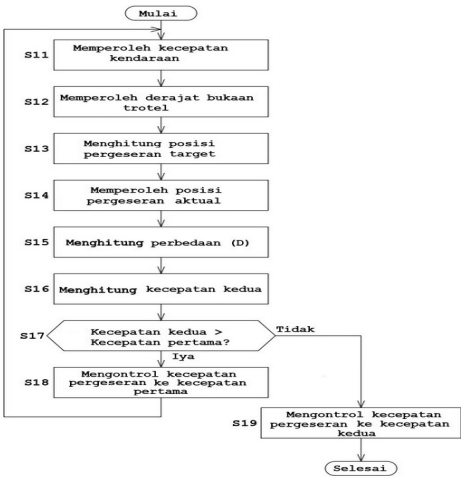 Mulai
S11
Memperoleh kecepatan
kendaraan
S12
Memperoleh derajat bukaan
trotel
S13
Menghitung posisi
pergeseran target
S14
Memperoleh posisi
pergeseran aktual
S15
Menghitung perbedaan (D)
S16
Menghitung kecepatan kedua
S17
Kecepatan kedua >
Kecepatan pertama?
Tidak
Iya
S18
Mengontrol kecepatan
pergeseran ke kecepatan
pertama
S19
Mengontrol kecepatan
pergeseran ke kecepatan
kedua
Selesai